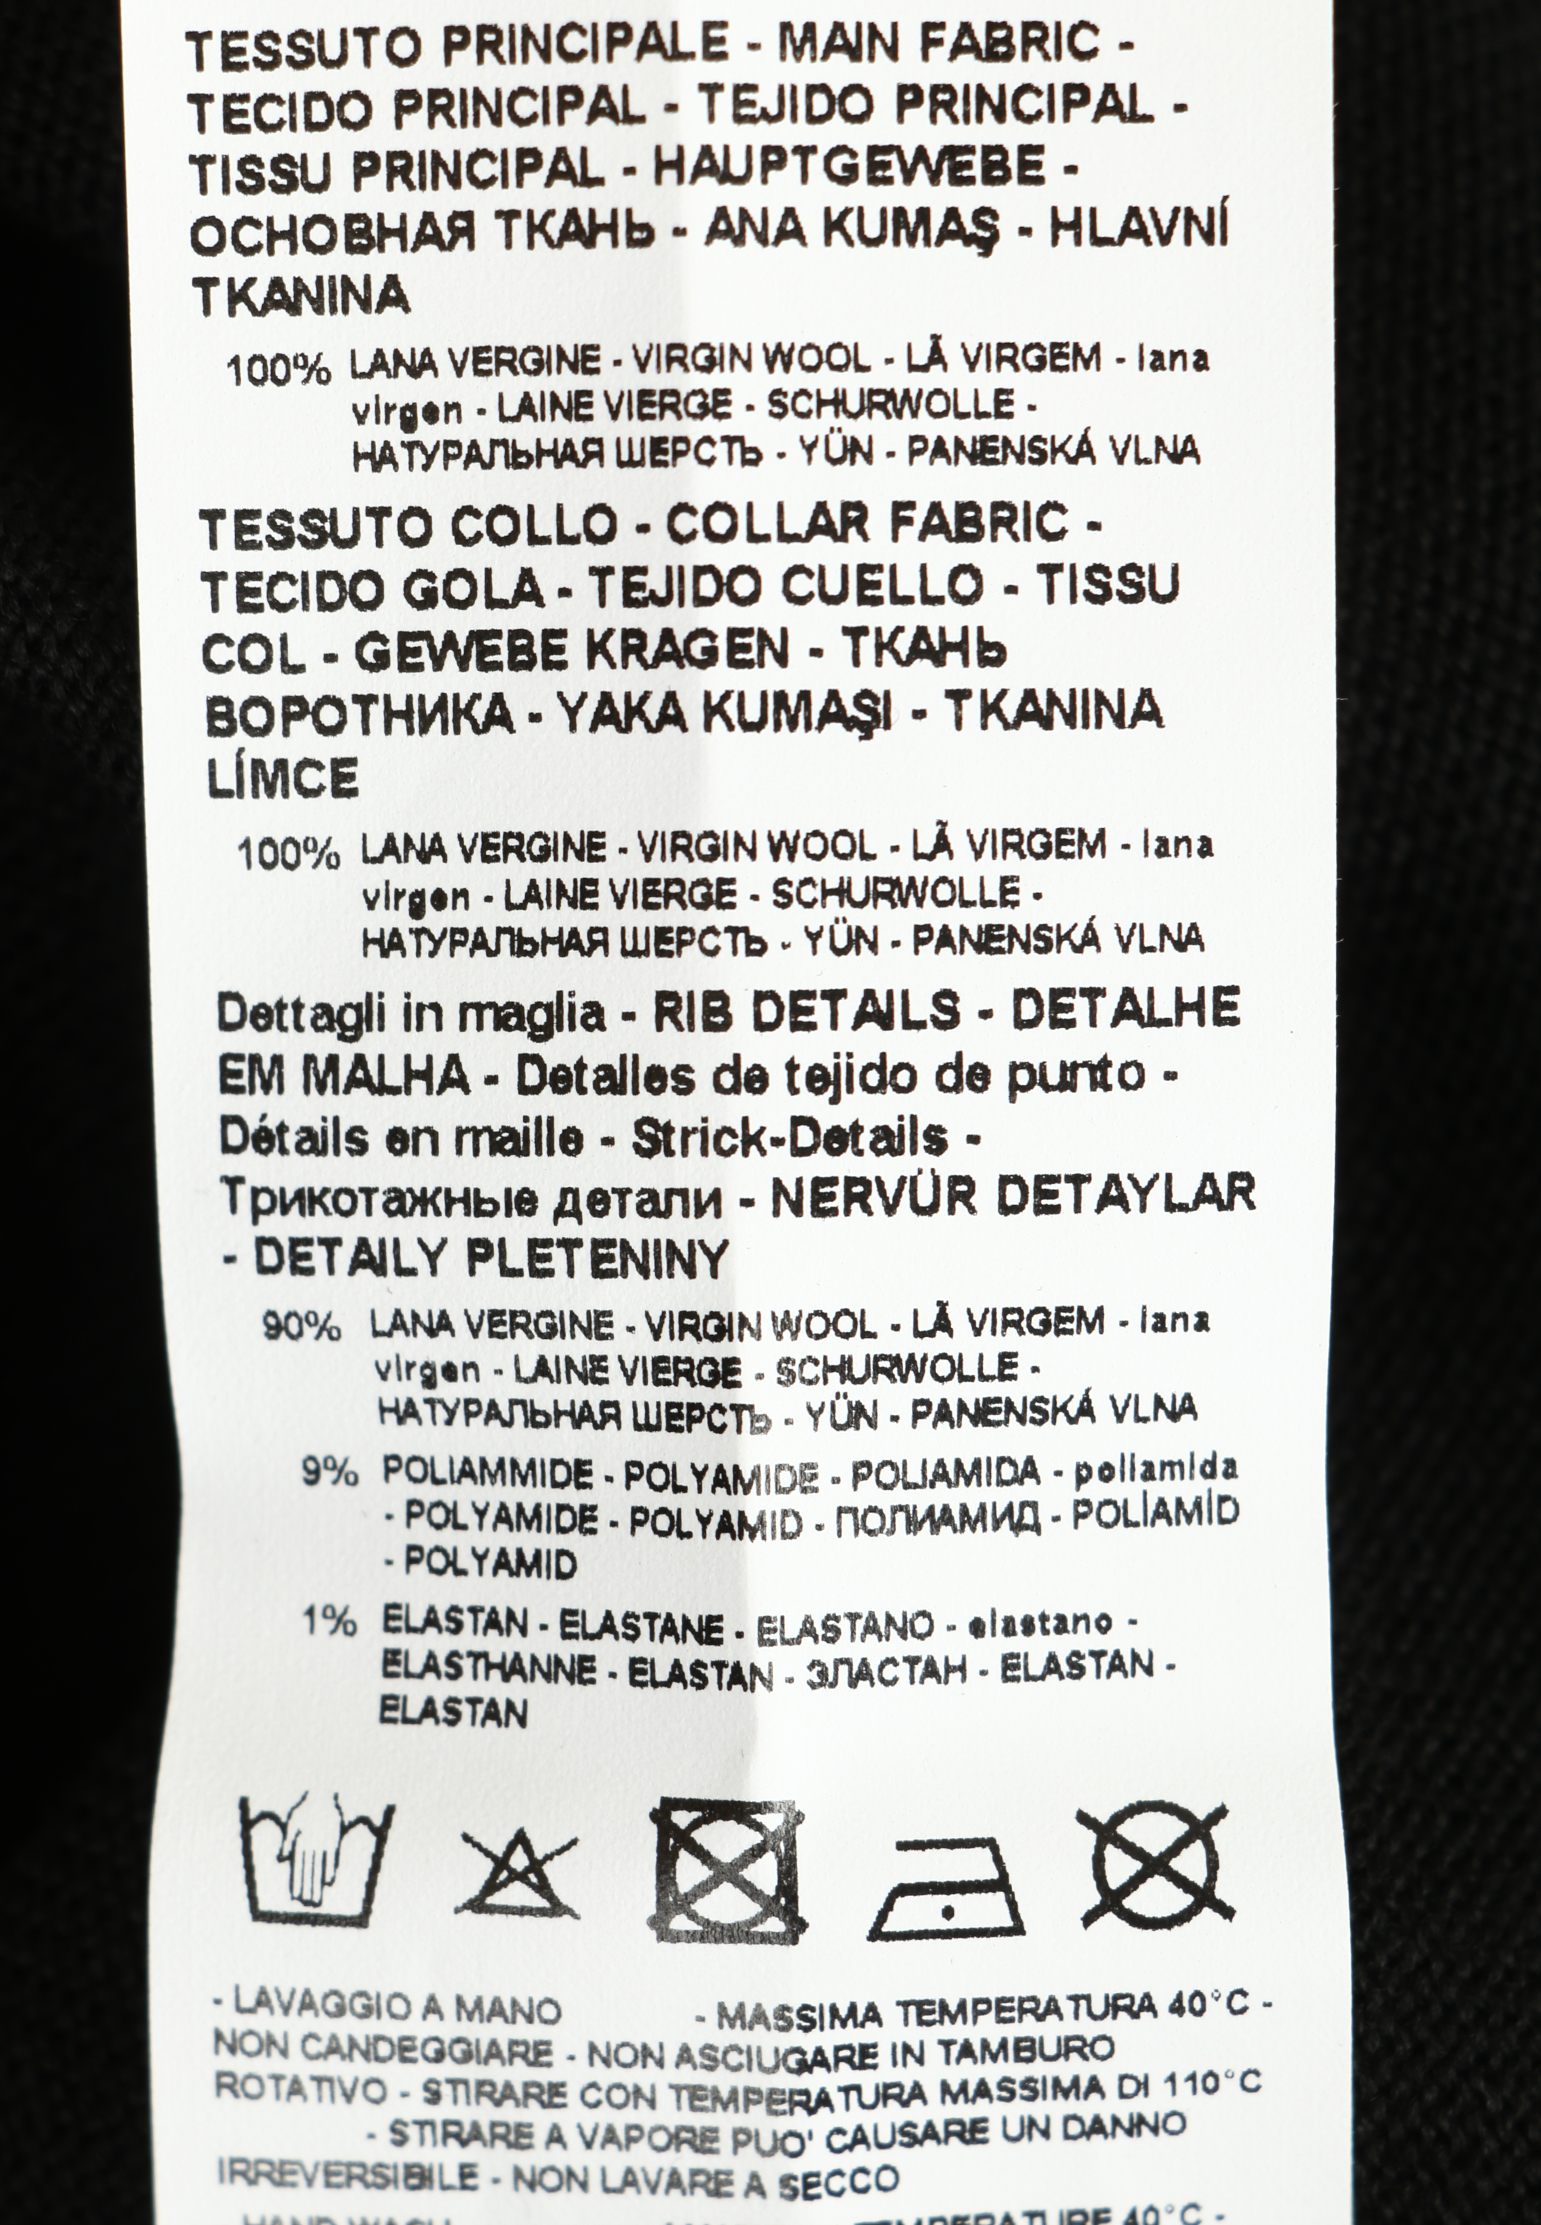 TESSUTO PRINCIPALE - MAIN FABRIC -
TECIDO PRINCIPAL - TEJIDO PRINCIPAL -
TISSU PRINCIPAL - HAUPTGEWEBE -
ОСНОВНАЯ ТКАНЬ - ANA KUMAŞ - HLAVNÍ
TKANINA
100% LANA VERGINE - VIRGIN WOOL - LÃ VIRGEM - lana
virgen - LAINE VIERGE - SCHURWOLLE -
НАТУРАЛЬНАЯ ШЕРСТЬ - YÜN - PANENSKÁ VLNA
TESSUTO COLLO - COLLAR FABRIC -
TECIDO GOLA - TEJIDO CUELLO - TISSU
COL - GEWEBE KRAGEN - ТКАНЬ
ВОРОТНИКА - YAKA KUMAŞI - TKANINA
LÍMCE
100% LANA VERGINE - VIRGIN WOOL - LÃ VIRGEM - lana
virgen - LAINE VIERGE - SCHURWOLLE -
НАТУРАЛЬНАЯ ШЕРСТЬ - YÜN - PANENSKÁ VLNA
Dettagli in maglia - RIB DETAILS - DETALHE
EM MALHA - Detalles de tejido de punto -
Détails en maille - Strick-Details -
Трикотажные детали - NERVÜR DETAYLAR
- DETAILY PLETENINY
90% LANA VERGINE - VIRGIN WOOL - LÃ VIRGEM - lana
virgen - LAINE VIERGE - SCHURWOLLE -
НАТУРАЛЬНАЯ ШЕРСТЬ - YÜN - PANENSKÁ VLNA
9% POLIAMMIDE - POLYAMIDE - POLIAMIDA - poliamida
- POLYAMIDE - POLYAMID - ПОЛИАМИД - POLİAMİD
- POLYAMID
1% ELASTAN - ELASTANE - ELASTANO - elastano -
ELASTHANNE - ELASTAN - ЭЛАСТАН - ELASTAN -
ELASTAN
- LAVAGGIO A MANO - MASSIMA TEMPERATURA 40°C -
NON CANDEGGIARE - NON ASCIUGARE IN TAMBURO
ROTATIVO - STIRARE CON TEMPERATURA MASSIMA DI 110°C
- STIRARE A VAPORE PUO' CAUSARE UN DANNO
IRREVERSIBILE - NON LAVARE A SECCO
HAND WASH TEMPERATURE 40°C -